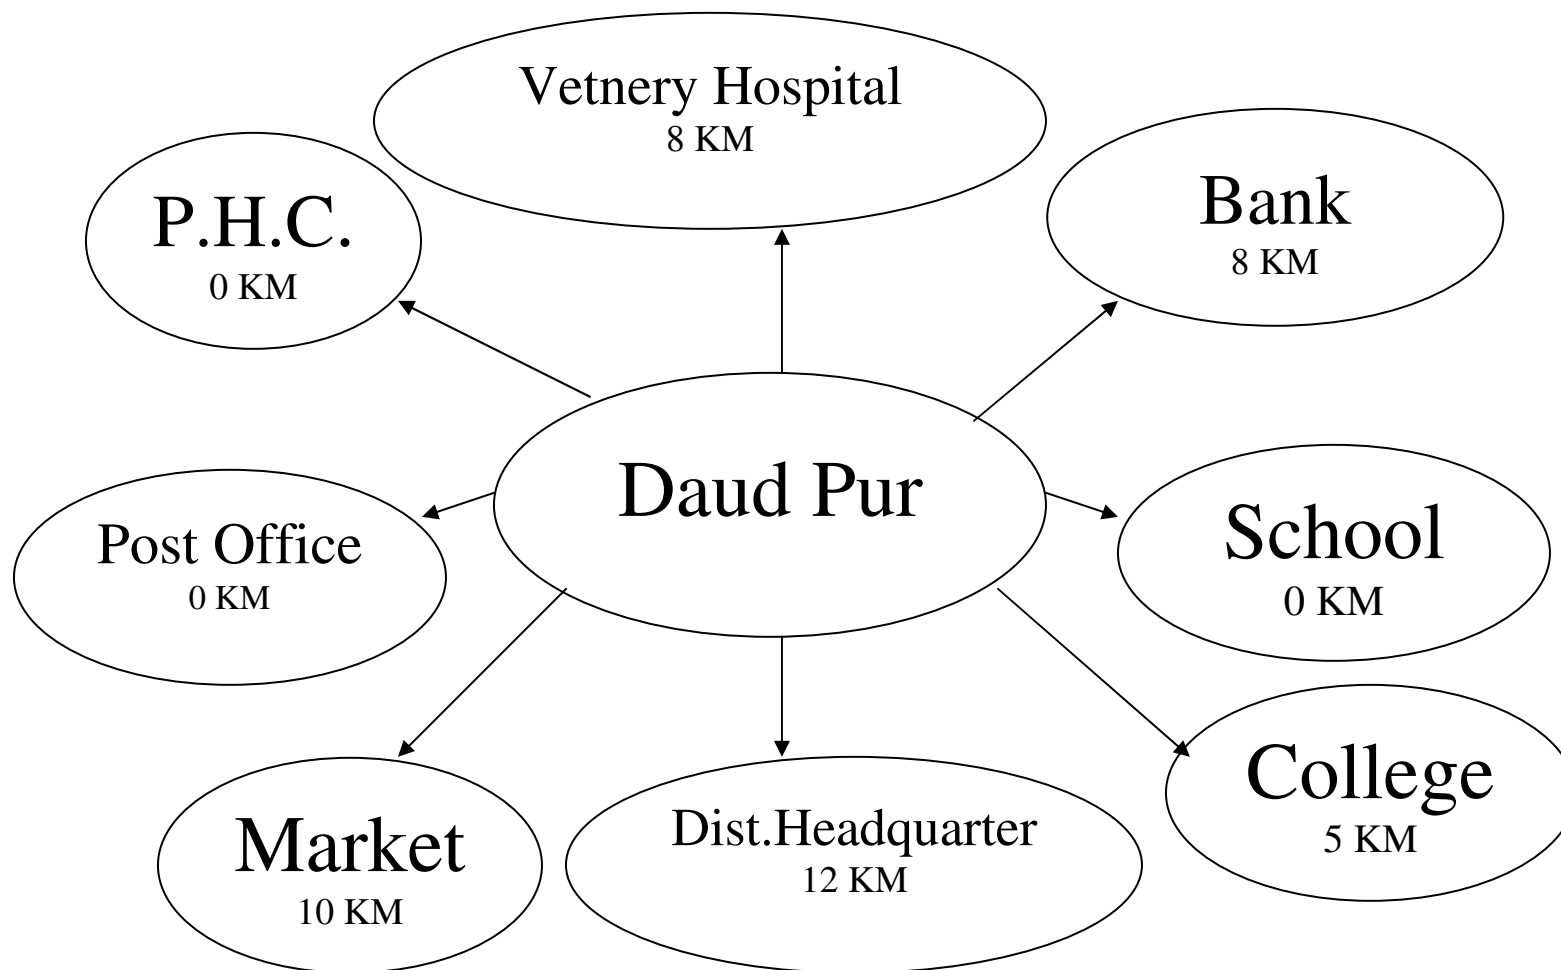 Vetnery Hospital
8 KM
P.H.C.
0 KM
Bank
8 KM
Daud Pur
Post Office
0 KM
School
0 KM
Market
10 KM
Dist.Headquarter
12 KM
College
5 KM